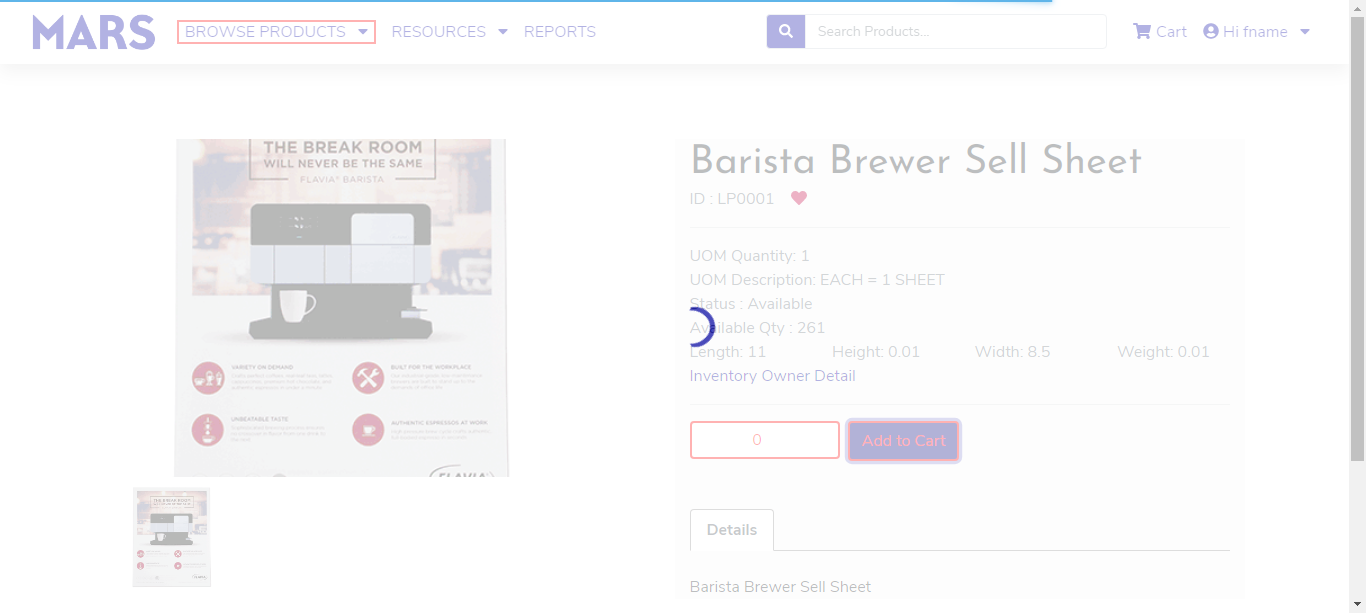 MARS
BROWSE PRODUCTS
RESOURCES
REPORTS
Search Products...
Cart
Hi fname
THE BREAK ROOM
WILL NEVER BE THE SAME
FLAVIA® BARISTA
VARIETY ON DEMAND
BUILT FOR THE WORKPLACE
UNBEATABLE TASTE
AUTHENTIC ESPRESSOS AT WORK
FLAVIA
Barista Brewer Sell Sheet
ID : LP0001
UOM Quantity: 1
UOM Description: EACH = 1 SHEET
Status : Available
Available Qty : 261
Length: 11 Height: 0.01 Width: 8.5 Weight: 0.01
Inventory Owner Detail
0
Add to Cart
Details
Barista Brewer Sell Sheet